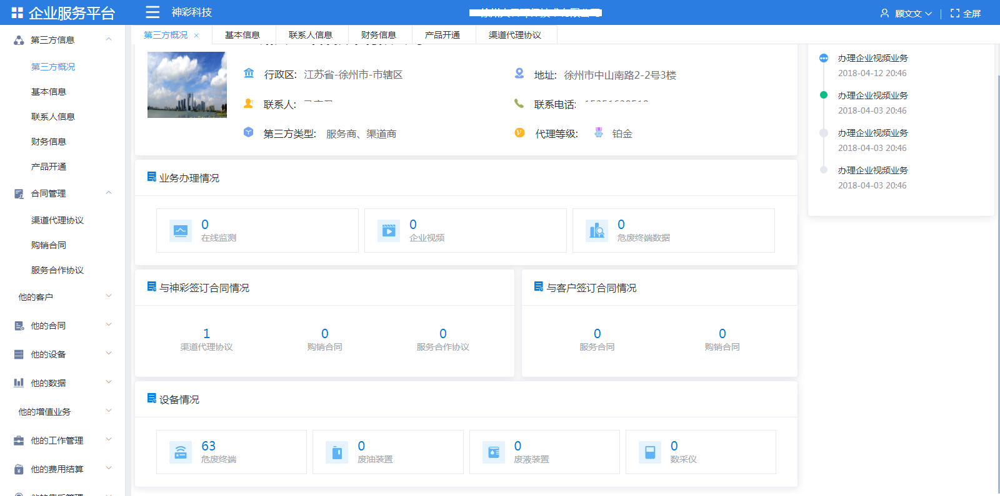 企业服务平台
神彩科技
顾文文
全屏
第三方概况 ×
基本信息
联系人信息
财务信息
产品开通
渠道代理协议
第三方信息
第三方概况
基本信息
联系人信息
财务信息
产品开通
合同管理
渠道代理协议
购销合同
服务合作协议
他的客户
他的合同
他的设备
他的数据
他的增值业务
他的工作管理
他的费用结算
行政区: 江苏省-徐州市-市辖区
地址: 徐州市中山南路2-2号3楼
联系人:
联系电话:
第三方类型: 服务商、渠道商
代理等级: 铂金
业务办理情况
0
在线监测
0
企业视频
0
危废终端数据
与神彩签订合同情况
1
渠道代理协议
0
购销合同
0
服务合作协议
与客户签订合同情况
0
服务合同
0
购销合同
设备情况
63
危废终端
0
废油装置
0
废液装置
0
数采仪
办理企业视频业务
2018-04-12 20:46
办理企业视频业务
2018-04-03 20:46
办理企业视频业务
2018-04-03 20:46
办理企业视频业务
2018-04-03 20:46